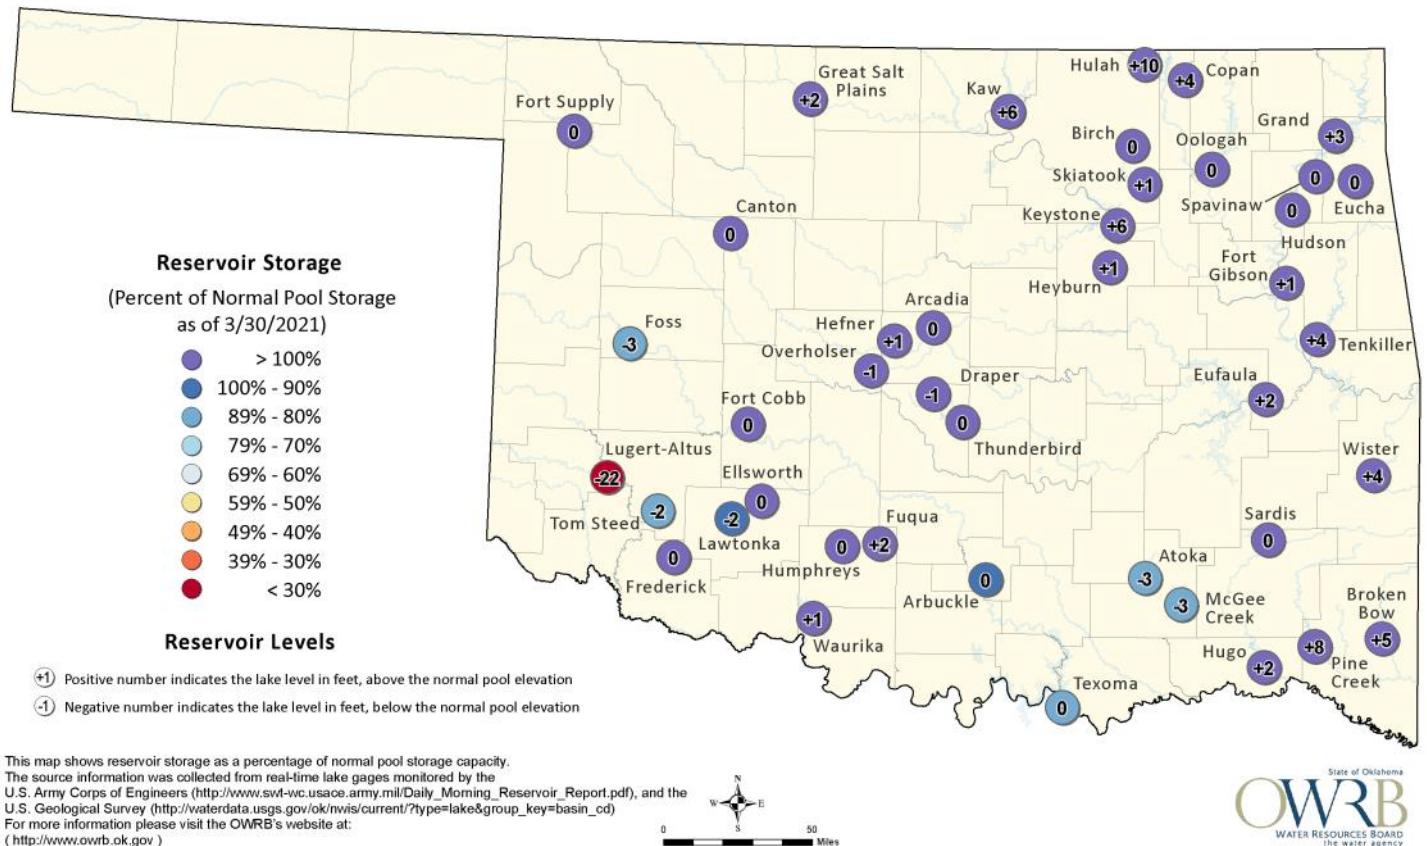 Hulah
+10
+4
Copan
Great Salt
Plains
+2
Kaw
+6
Fort Supply
0
Grand
+3
Birch
0
Oologah
0
Skiatook
+1
0
0
Spavinaw
Eucha
0
Hudson
Canton
0
Keystone
+6
Heyburn
+1
Fort
Gibson
+1
Reservoir Storage
(Percent of Normal Pool Storage
as of 3/30/2021)
> 100%
100% - 90%
89% - 80%
79% - 70%
69% - 60%
59% - 50%
49% - 40%
39% - 30%
< 30%
Foss
-3
Arcadia
0
Hefner
+1
Overholser
-1
Draper
-1
0
Thunderbird
+4
Tenkiller
Eufaula
+2
Fort Cobb
0
Lugert-Altus
-22
Ellsworth
0
Wister
+4
Tom Steed
-2
-2
Lawtonka
Fuqua
0
+2
Humphreys
Sardis
0
0
Frederick
0
Arbuckle
Atoka
-3
-3
McGee
Creek
Broken
Bow
+5
+1
Waurika
Hugo
+2
+8
Pine
Creek
Texoma
0
Reservoir Levels
+1 Positive number indicates the lake level in feet, above the normal pool elevation
-1 Negative number indicates the lake level in feet, below the normal pool elevation
This map shows reservoir storage as a percentage of normal pool storage capacity.
The source information was collected from real-time lake gages monitored by the
U.S. Army Corps of Engineers (http://www.swt-wc.usace.army.mil/Daily_Morning_Reservoir_Report.pdf), and the
U.S. Geological Survey (http://waterdata.usgs.gov/ok/nwis/current/?type=lake&group_key=basin_cd)
For more information please visit the OWRB's website at:
( http://www.owrb.ok.gov )
N
W E
S
0 50
Miles
State of Oklahoma
OWRB
WATER RESOURCES BOARD
the water agency